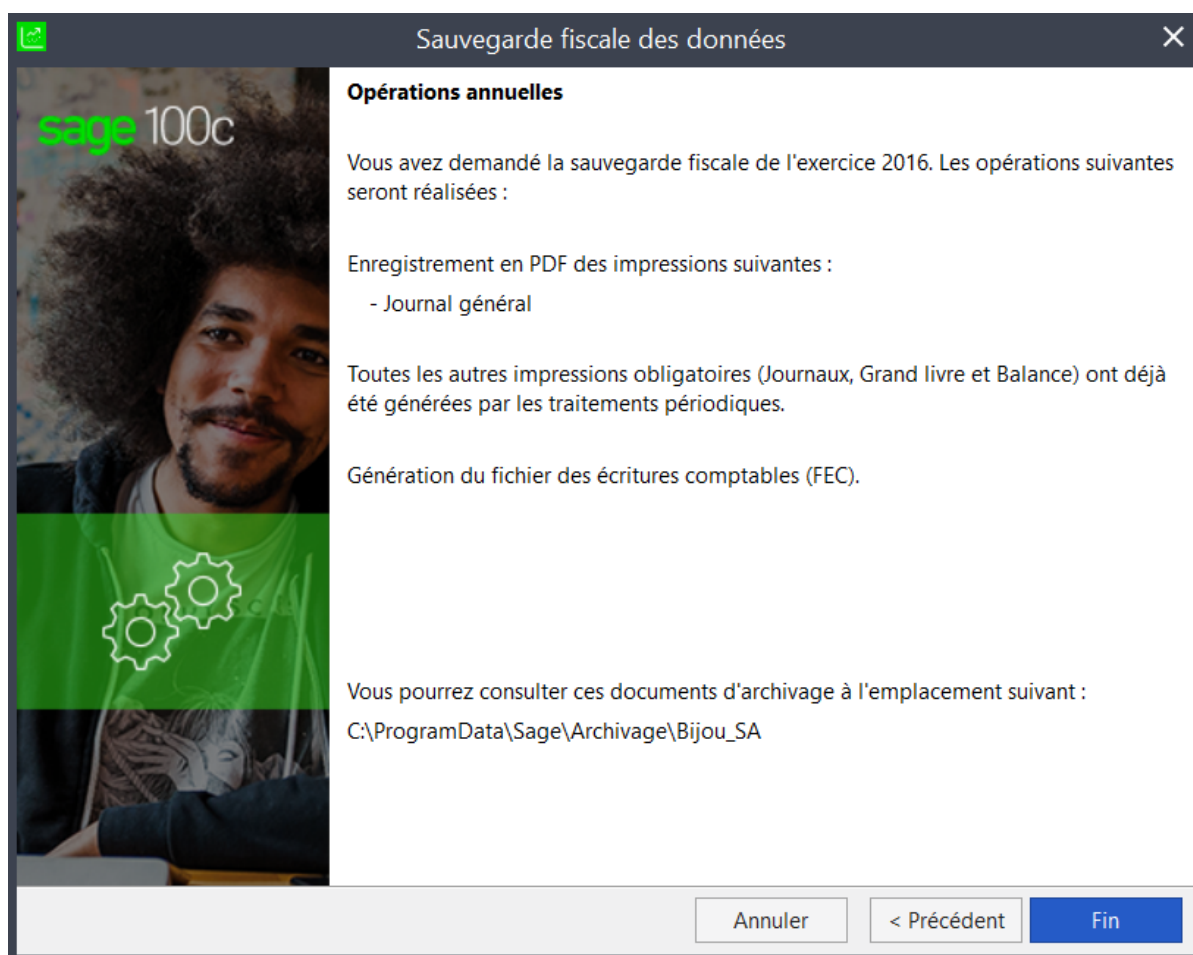 Sauvegarde fiscale des données
sage 100c
Opérations annuelles
Vous avez demandé la sauvegarde fiscale de l'exercice 2016. Les opérations suivantes
seront réalisées :
Enregistrement en PDF des impressions suivantes :
- Journal général
Toutes les autres impressions obligatoires (Journaux, Grand livre et Balance) ont déjà
été générées par les traitements périodiques.
Génération du fichier des écritures comptables (FEC).
Vous pourrez consulter ces documents d'archivage à l'emplacement suivant :
C:\ProgramData\Sage\Archivage\Bijou_SA
Annuler
< Précédent
Fin